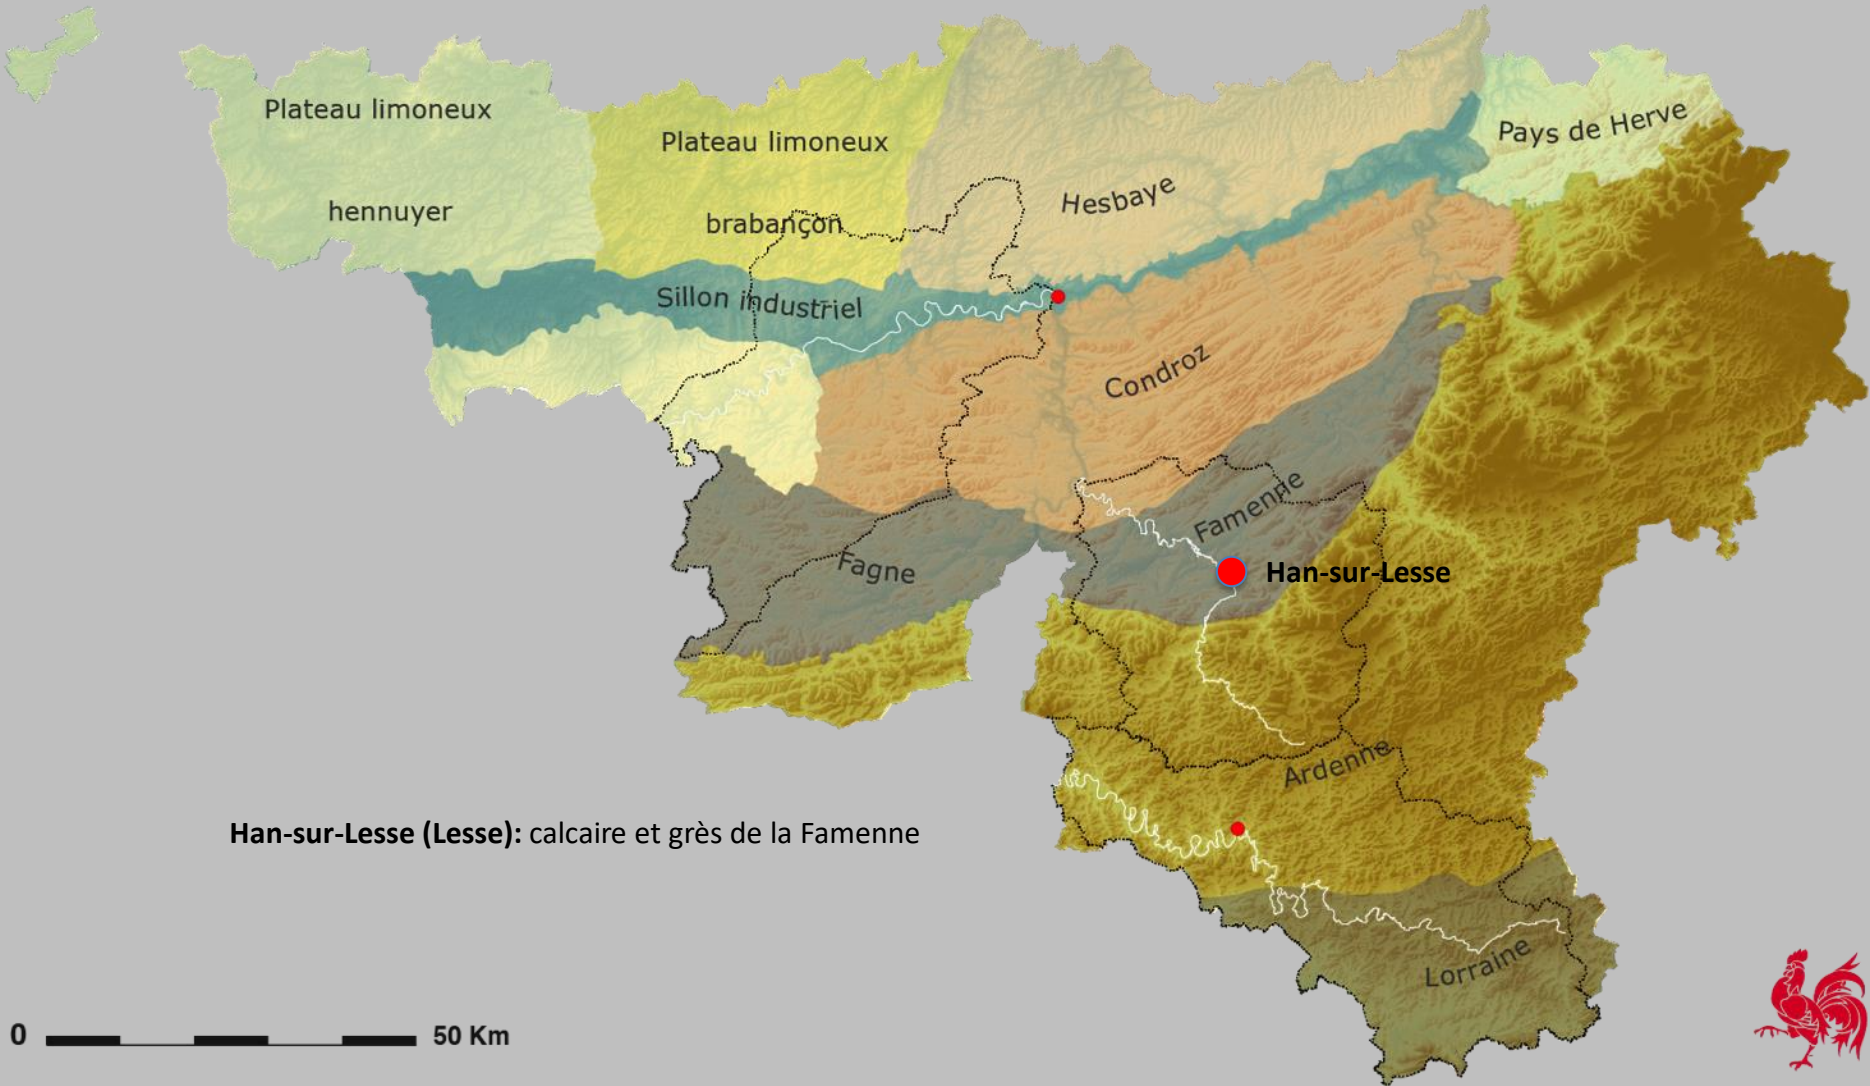 Plateau limoneux
hennuyer
Plateau limoneux
brabançon
Hesbaye
Pays de Herve
Sillon industriel
Condroz
Famenne
Fagne
Han-sur-Lesse
Ardenne
Han-sur-Lesse (Lesse): calcaire et grès de la Famenne
Lorraine
0 50 Km